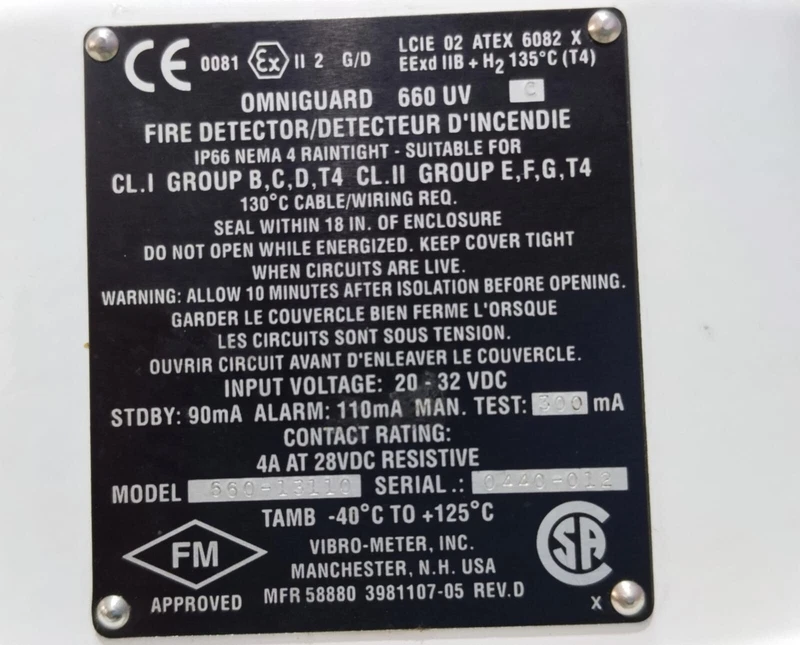 CE 0081 Ex II 2 G/D
LCIE 02 ATEX 6082 X
EExd IIB + H2 135°C (T4)
OMNIGUARD 660 UV C
FIRE DETECTOR/DETECTEUR D'INCENDIE
IP66 NEMA 4 RAINTIGHT - SUITABLE FOR
CL.I GROUP B,C,D,T4 CL.II GROUP E,F,G,T4
130°C CABLE/WIRING REQ.
SEAL WITHIN 18 IN. OF ENCLOSURE
DO NOT OPEN WHILE ENERGIZED. KEEP COVER TIGHT
WHEN CIRCUITS ARE LIVE.
WARNING: ALLOW 10 MINUTES AFTER ISOLATION BEFORE OPENING.
GARDER LE COUVERCLE BIEN FERME L'ORSQUE
LES CIRCUITS SONT SOUS TENSION.
OUVRIR CIRCUIT AVANT D'ENLEAVER LE COUVERCLE.
INPUT VOLTAGE: 20 - 32 VDC
STDBY: 90mA ALARM: 110mA MAN. TEST: 300 mA
CONTACT RATING:
4A AT 28VDC RESISTIVE
MODEL 660-13110 SERIAL.: 0440-012
TAMB -40°C TO +125°C
FM
APPROVED
VIBRO-METER, INC.
MANCHESTER, N.H. USA
MFR 58880 3981107-05 REV.D
SA
X